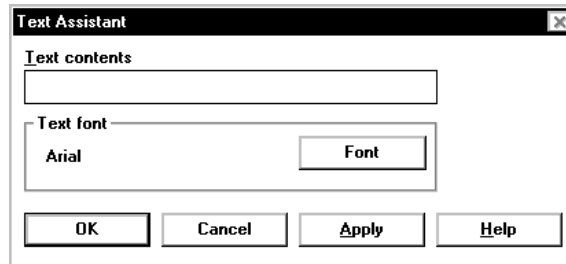 Text Assistant
Text contents
Text font
Arial
Font
OK Cancel Apply Help